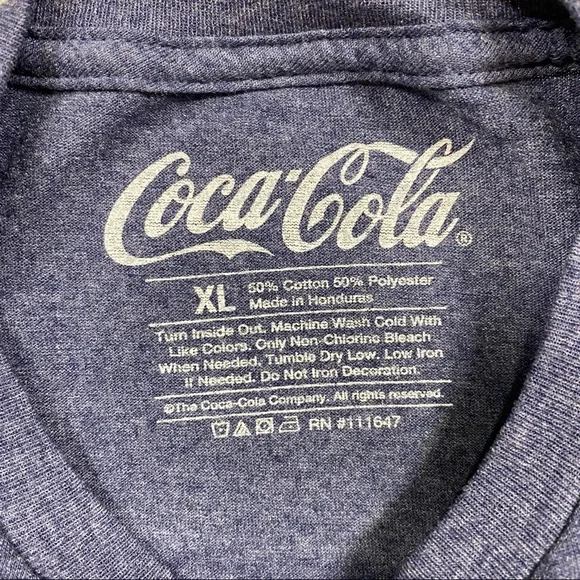 Coca-Cola®
XL
50% Cotton 50% Polyester
Made in Honduras
Turn Inside Out. Machine Wash Cold With
Like Colors. Only Non-Chlorine Bleach
When Needed. Tumble Dry Low. Low Iron
If Needed. Do Not Iron Decoration.
©The Coca-Cola Company. All rights reserved.
RN #111647